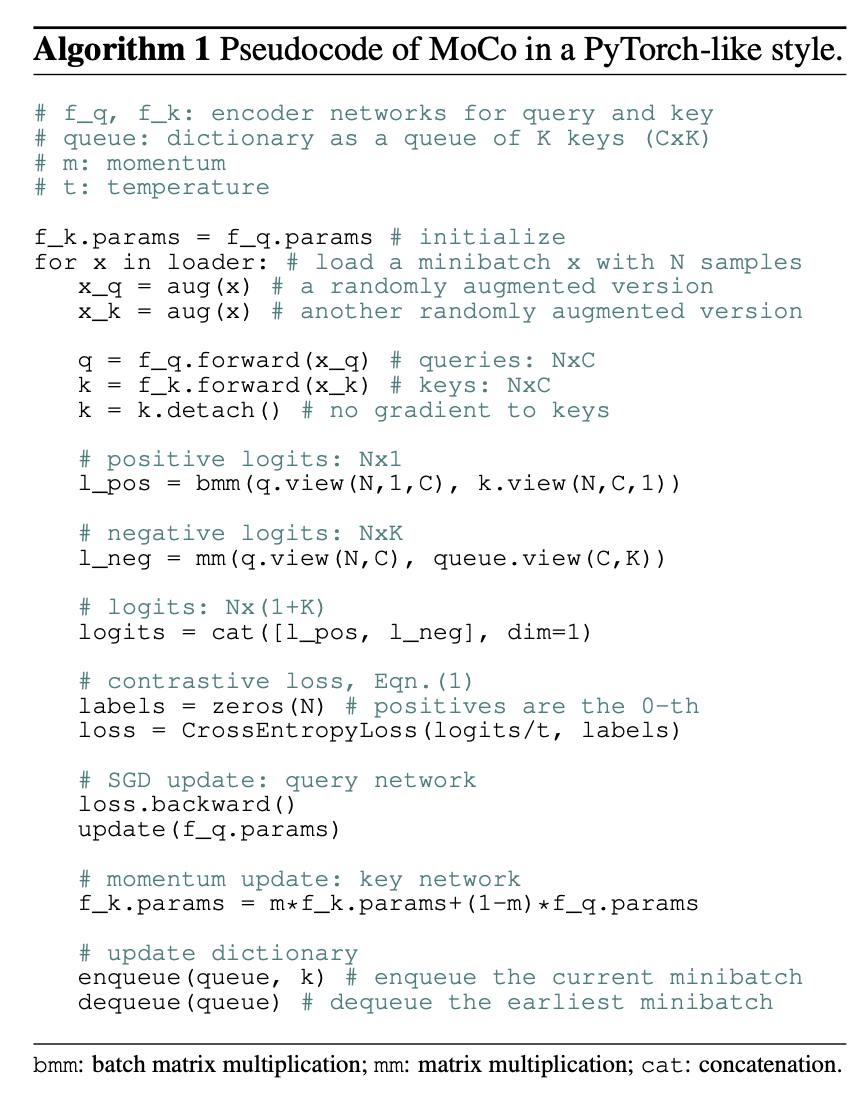 Algorithm 1 Pseudocode of MoCo in a PyTorch-like style.
# f_q, f_k: encoder networks for query and key
# queue: dictionary as a queue of K keys (CxK)
# m: momentum
# t: temperature
f_k.params = f_q.params # initialize
for x in loader: # load a minibatch x with N samples
x_q = aug(x) # a randomly augmented version
x_k = aug(x) # another randomly augmented version
q = f_q.forward(x_q) # queries: NxC
k = f_k.forward(x_k) # keys: NxC
k = k.detach() # no gradient to keys
# positive logits: Nx1
l_pos = bmm(q.view(N,1,C), k.view(N,C,1))
# negative logits: NxK
l_neg = mm(q.view(N,C), queue.view(C,K))
# logits: Nx(1+K)
logits = cat([l_pos, l_neg], dim=1)
# contrastive loss, Eqn.(1)
labels = zeros(N) # positives are the 0-th
loss = CrossEntropyLoss(logits/t, labels)
# SGD update: query network
loss.backward()
update(f_q.params)
# momentum update: key network
f_k.params = m*f_k.params+(1-m)*f_q.params
# update dictionary
enqueue(queue, k) # enqueue the current minibatch
dequeue(queue) # dequeue the earliest minibatch
bmm: batch matrix multiplication; mm: matrix multiplication; cat: concatenation.